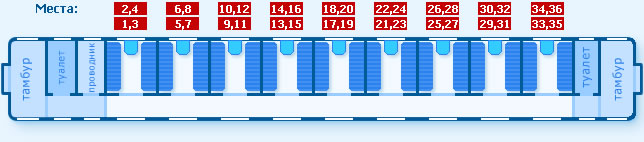 Места: 2,4 6,8 10,12 14,16 18,20 22,24 26,28 30,32 34,36
1,3 5,7 9,11 13,15 17,19 21,23 25,27 29,31 33,35
тамбур
туалет
проводник
туалет
тамбур